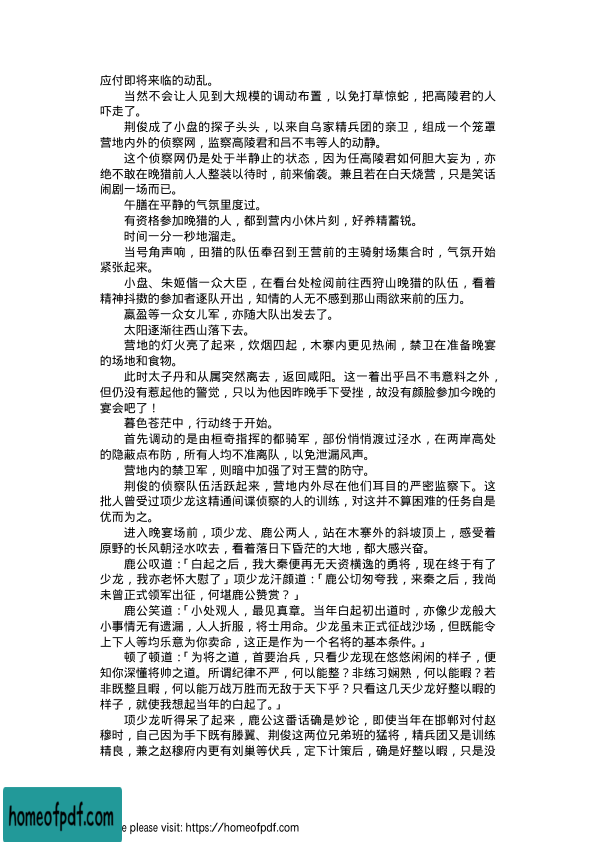 应付即将来临的动乱。
当然不会让人见到大规模的调动布置，以免打草惊蛇，把高陵君的人
吓走了。
荆俊成了小盘的探子头头，以来自乌家精兵团的亲卫，组成一个笼罩
营地内外的侦察网，监察高陵君和吕不韦等人的动静。
这个侦察网仍是处于半静止的状态，因为任高陵君如何胆大妄为，亦
绝不敢在晚猎前人人整装以待时，前来偷袭。兼且若在白天烧营，只是笑话
闹剧一场而已。
午膳在平静的气氛里度过。
有资格参加晚猎的人，都到营内小休片刻，好养精蓄锐。
时间一分一秒地溜走。
当号角声响，田猎的队伍奉召到王营前的主骑射场集合时，气氛开始
紧张起来。
小盘、朱姬偕一众大臣，在看台处检阅前往西狩山晚猎的队伍，看着
精神抖擞的参加者逐队开出，知情的人无不感到那山雨欲来前的压力。
嬴盈等一众女儿军，亦随大队出发去了。
太阳逐渐往西山落下去。
营地的灯火亮了起来，炊烟四起，木寨内更见热闹，禁卫在准备晚宴
的场地和食物。
此时太子丹和从属突然离去，返回咸阳。这一着出乎吕不韦意料之外，
但仍没有惹起他的警觉，只以为他因昨晚手下受挫，故没有颜脸参加今晚的
宴会吧了！
暮色苍茫中，行动终于开始。
首先调动的是由桓奇指挥的都骑军，部份悄悄渡过泾水，在两岸高处
的隐蔽点布防，所有人均不准离队，以免泄漏风声。
营地内的禁卫军，则暗中加强了对王营的防守。
荆俊的侦察队伍活跃起来，营地内外尽在他们耳目的严密监察下。这
批人曾受过项少龙这精通间谍侦察的人的训练，对这并不算困难的任务自是
优而为之。
进入晚宴场前，项少龙、鹿公两人，站在木寨外的斜坡顶上，感受着
原野的长风朝泾水吹去，看着落日下昏茫的大地，都大感兴奋。
鹿公叹道：「白起之后，我大秦便再无天资横逸的勇将，现在终于有了
少龙，我亦老怀大慰了」项少龙汗颜道：「鹿公切匆夸我，来秦之后，我尚
未曾正式领军出征，何堪鹿公赞赏？」
鹿公笑道：「小处观人，最见真章。当年白起初出道时，亦像少龙般大
小事情无有遗漏，人人折服，将士用命。少龙虽未正式征战沙场，但既能令
上下人等均乐意为你卖命，这正是作为一个名将的基本条件。」
顿了顿道：「为将之道，首要治兵，只看少龙现在悠悠闲闲的样子，便
知你深懂将帅之道。所谓纪律不严，何以能整？非练习娴熟，何以能暇？若
非既整且暇，何以能万战万胜而无敌于天下乎？只看这几天少龙好整以暇的
样子，就使我想起当年的白起了。」
项少龙听得呆了起来，鹿公这番话确是妙论，即使当年在邯郸对付赵
穆时，自己因为手下既有滕翼、荆俊这两位兄弟班的猛将，精兵团又是训练
精良，兼之赵穆府内更有刘巢等伏兵，定下计策后，确是好整以暇，只是没
homeofpdf.com
e please visit: https://homeofpdf.com